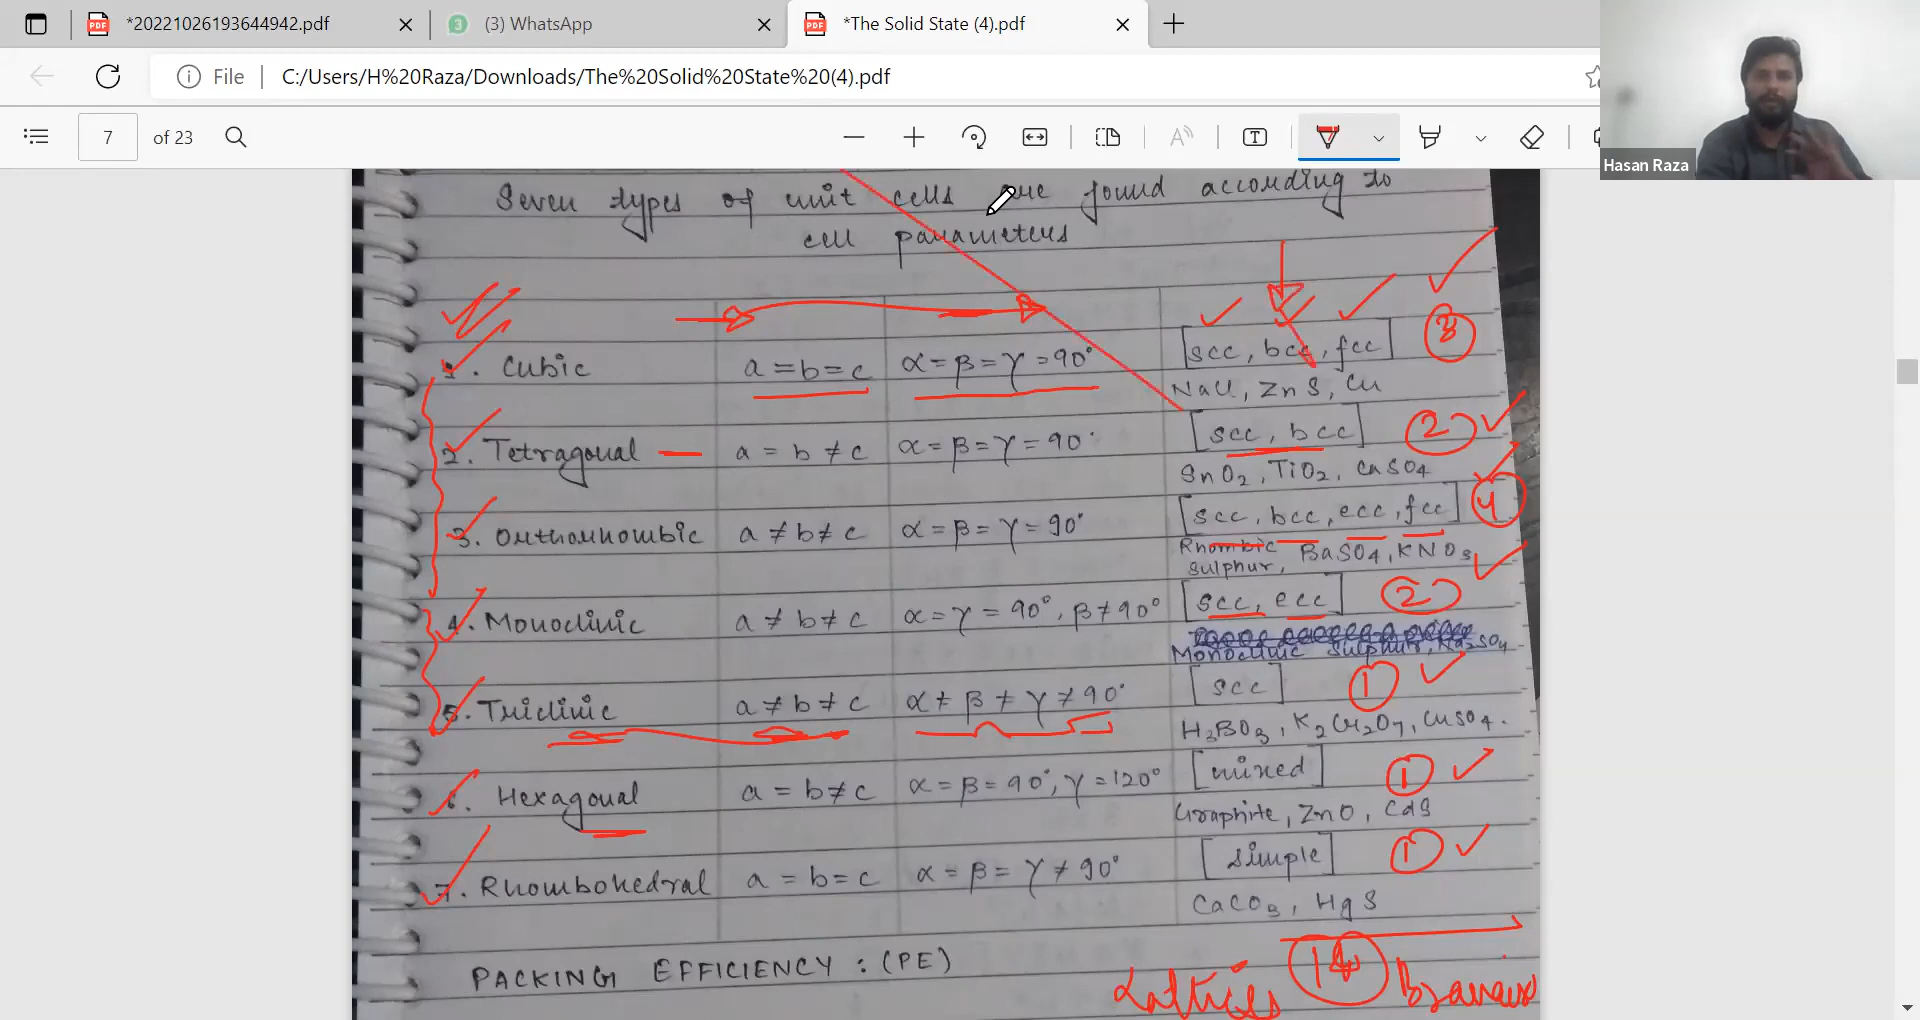 *20221026193644942.pdf
(3) WhatsApp
*The Solid State (4).pdf
File
C:/Users/H%20Raza/Downloads/The%20Solid%20State%20(4).pdf
7 of 23
Hasan Raza
Seven types of unit cells are found according to
cell parameters
1. Cubic a = b = c α = β = γ = 90° [scc, bcc, fcc] 3
NaCl, ZnS, Cu
2. Tetragonal a = b ≠ c α = β = γ = 90° [scc, bcc] 2
SnO2, TiO2, CaSO4
3. Orthorhombic a ≠ b ≠ c α = β = γ = 90° [scc, bcc, ecc, fcc] 4
Rhombic BaSO4, KNO3
Sulphur,
4. Monoclinic a ≠ b ≠ c α = γ = 90°, β ≠ 90° [scc, ecc] 2
Monoclinic Sulphur, Na2SO4
5. Triclinic a ≠ b ≠ c α ≠ β ≠ γ ≠ 90° [scc] 1
H3BO3, K2Cr2O7, CuSO4.
6. Hexagonal a = b ≠ c α = β = 90°, γ = 120° [mixed] 1
Graphite, ZnO, CdS
7. Rhombohedral a = b = c α = β = γ ≠ 90° [simple] 1
CaCO3, HgS
PACKING EFFICIENCY : (PE)
Lattices 14 Bravais